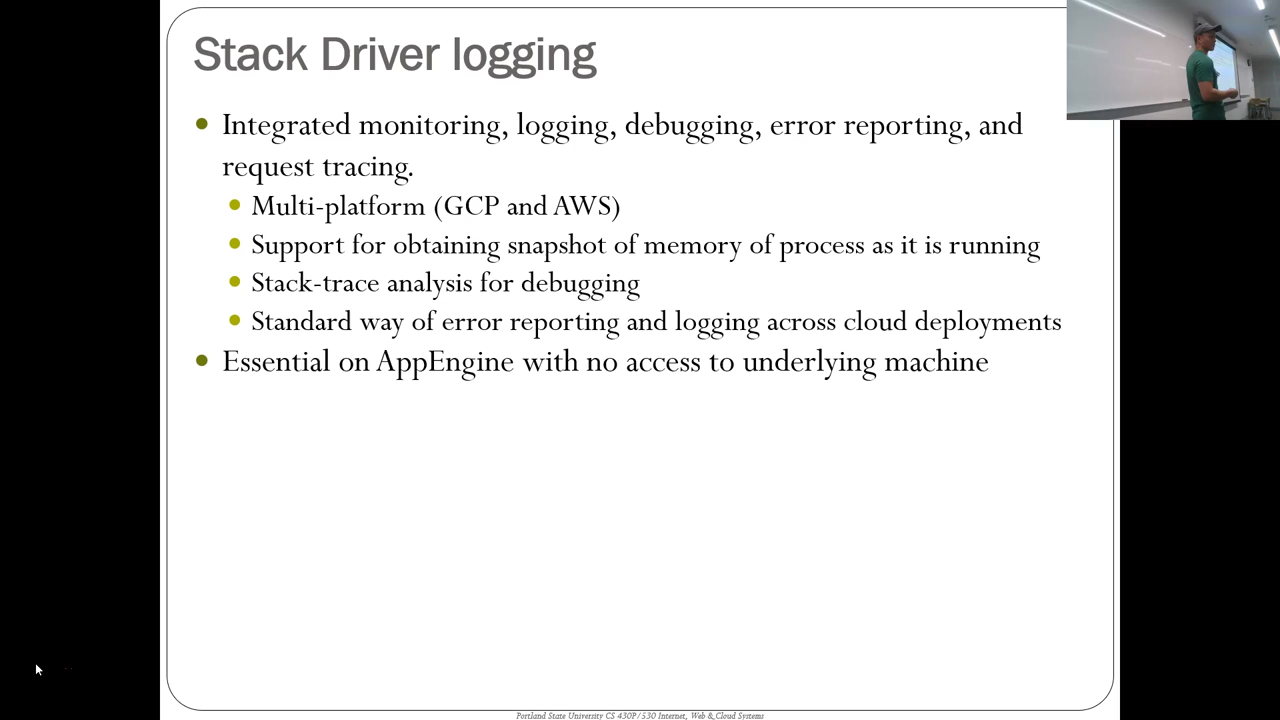 Stack Driver logging
Integrated monitoring, logging, debugging, error reporting, and
request tracing.
Multi-platform (GCP and AWS)
Support for obtaining snapshot of memory of process as it is running
Stack-trace analysis for debugging
Standard way of error reporting and logging across cloud deployments
Essential on AppEngine with no access to underlying machine
Portland State University CS 430P/530 Internet, Web & Cloud Systems